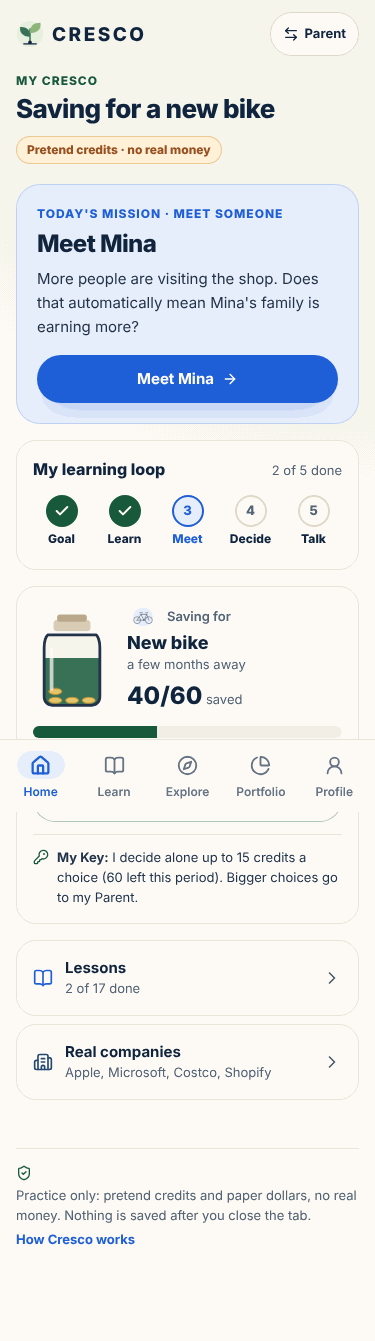 CRESCO
Parent
MY CRESCO
Saving for a new bike
Pretend credits · no real money
TODAY'S MISSION · MEET SOMEONE
Meet Mina
More people are visiting the shop. Does
that automatically mean Mina's family is
earning more?
Meet Mina
My learning loop
2 of 5 done
3
4
5
Goal
Learn
Meet
Decide
Talk
Saving for
New bike
a few months away
40/60 saved
Home
Learn
Explore
Portfolio
Profile
My Key: I decide alone up to 15 credits a
choice (60 left this period). Bigger choices go
to my Parent.
Lessons
2 of 17 done
Real companies
Apple, Microsoft, Costco, Shopify
Practice only: pretend credits and paper dollars, no real
money. Nothing is saved after you close the tab.
How Cresco works